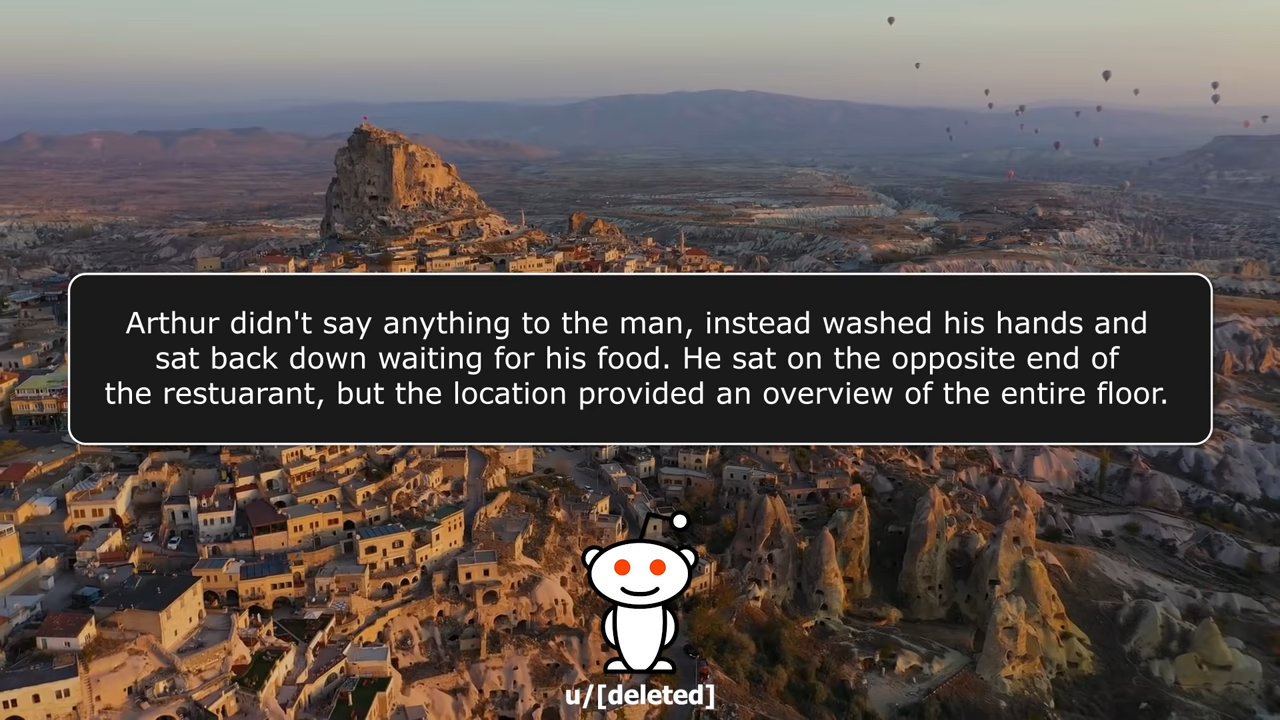 Arthur didn't say anything to the man, instead washed his hands and
sat back down waiting for his food. He sat on the opposite end of
the restuarant, but the location provided an overview of the entire floor.
u/[deleted]